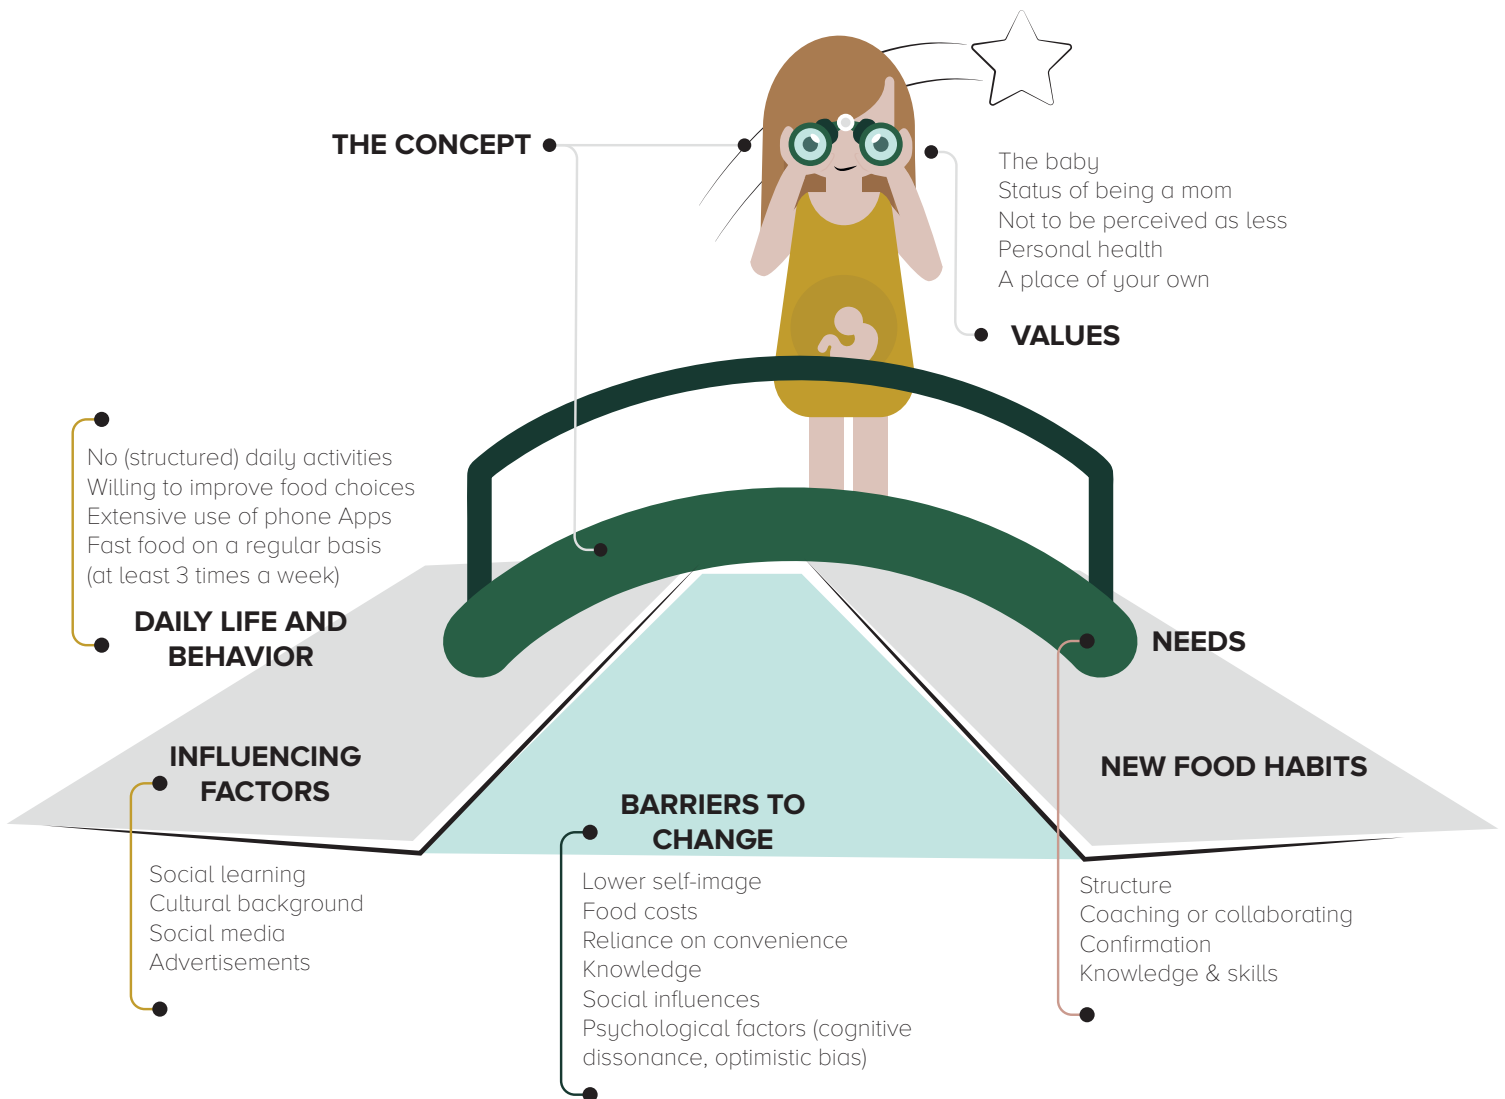 THE CONCEPT
The baby
Status of being a mom
Not to be perceived as less
Personal health
A place of your own
VALUES
No (structured) daily activities
Willing to improve food choices
Extensive use of phone Apps
Fast food on a regular basis
(at least 3 times a week)
DAILY LIFE AND
BEHAVIOR
NEEDS
INFLUENCING
FACTORS
NEW FOOD HABITS
BARRIERS TO
CHANGE
Social learning
Cultural background
Social media
Advertisements
Lower self-image
Food costs
Reliance on convenience
Knowledge
Social influences
Psychological factors (cognitive
dissonance, optimistic bias)
Structure
Coaching or collaborating
Confirmation
Knowledge & skills